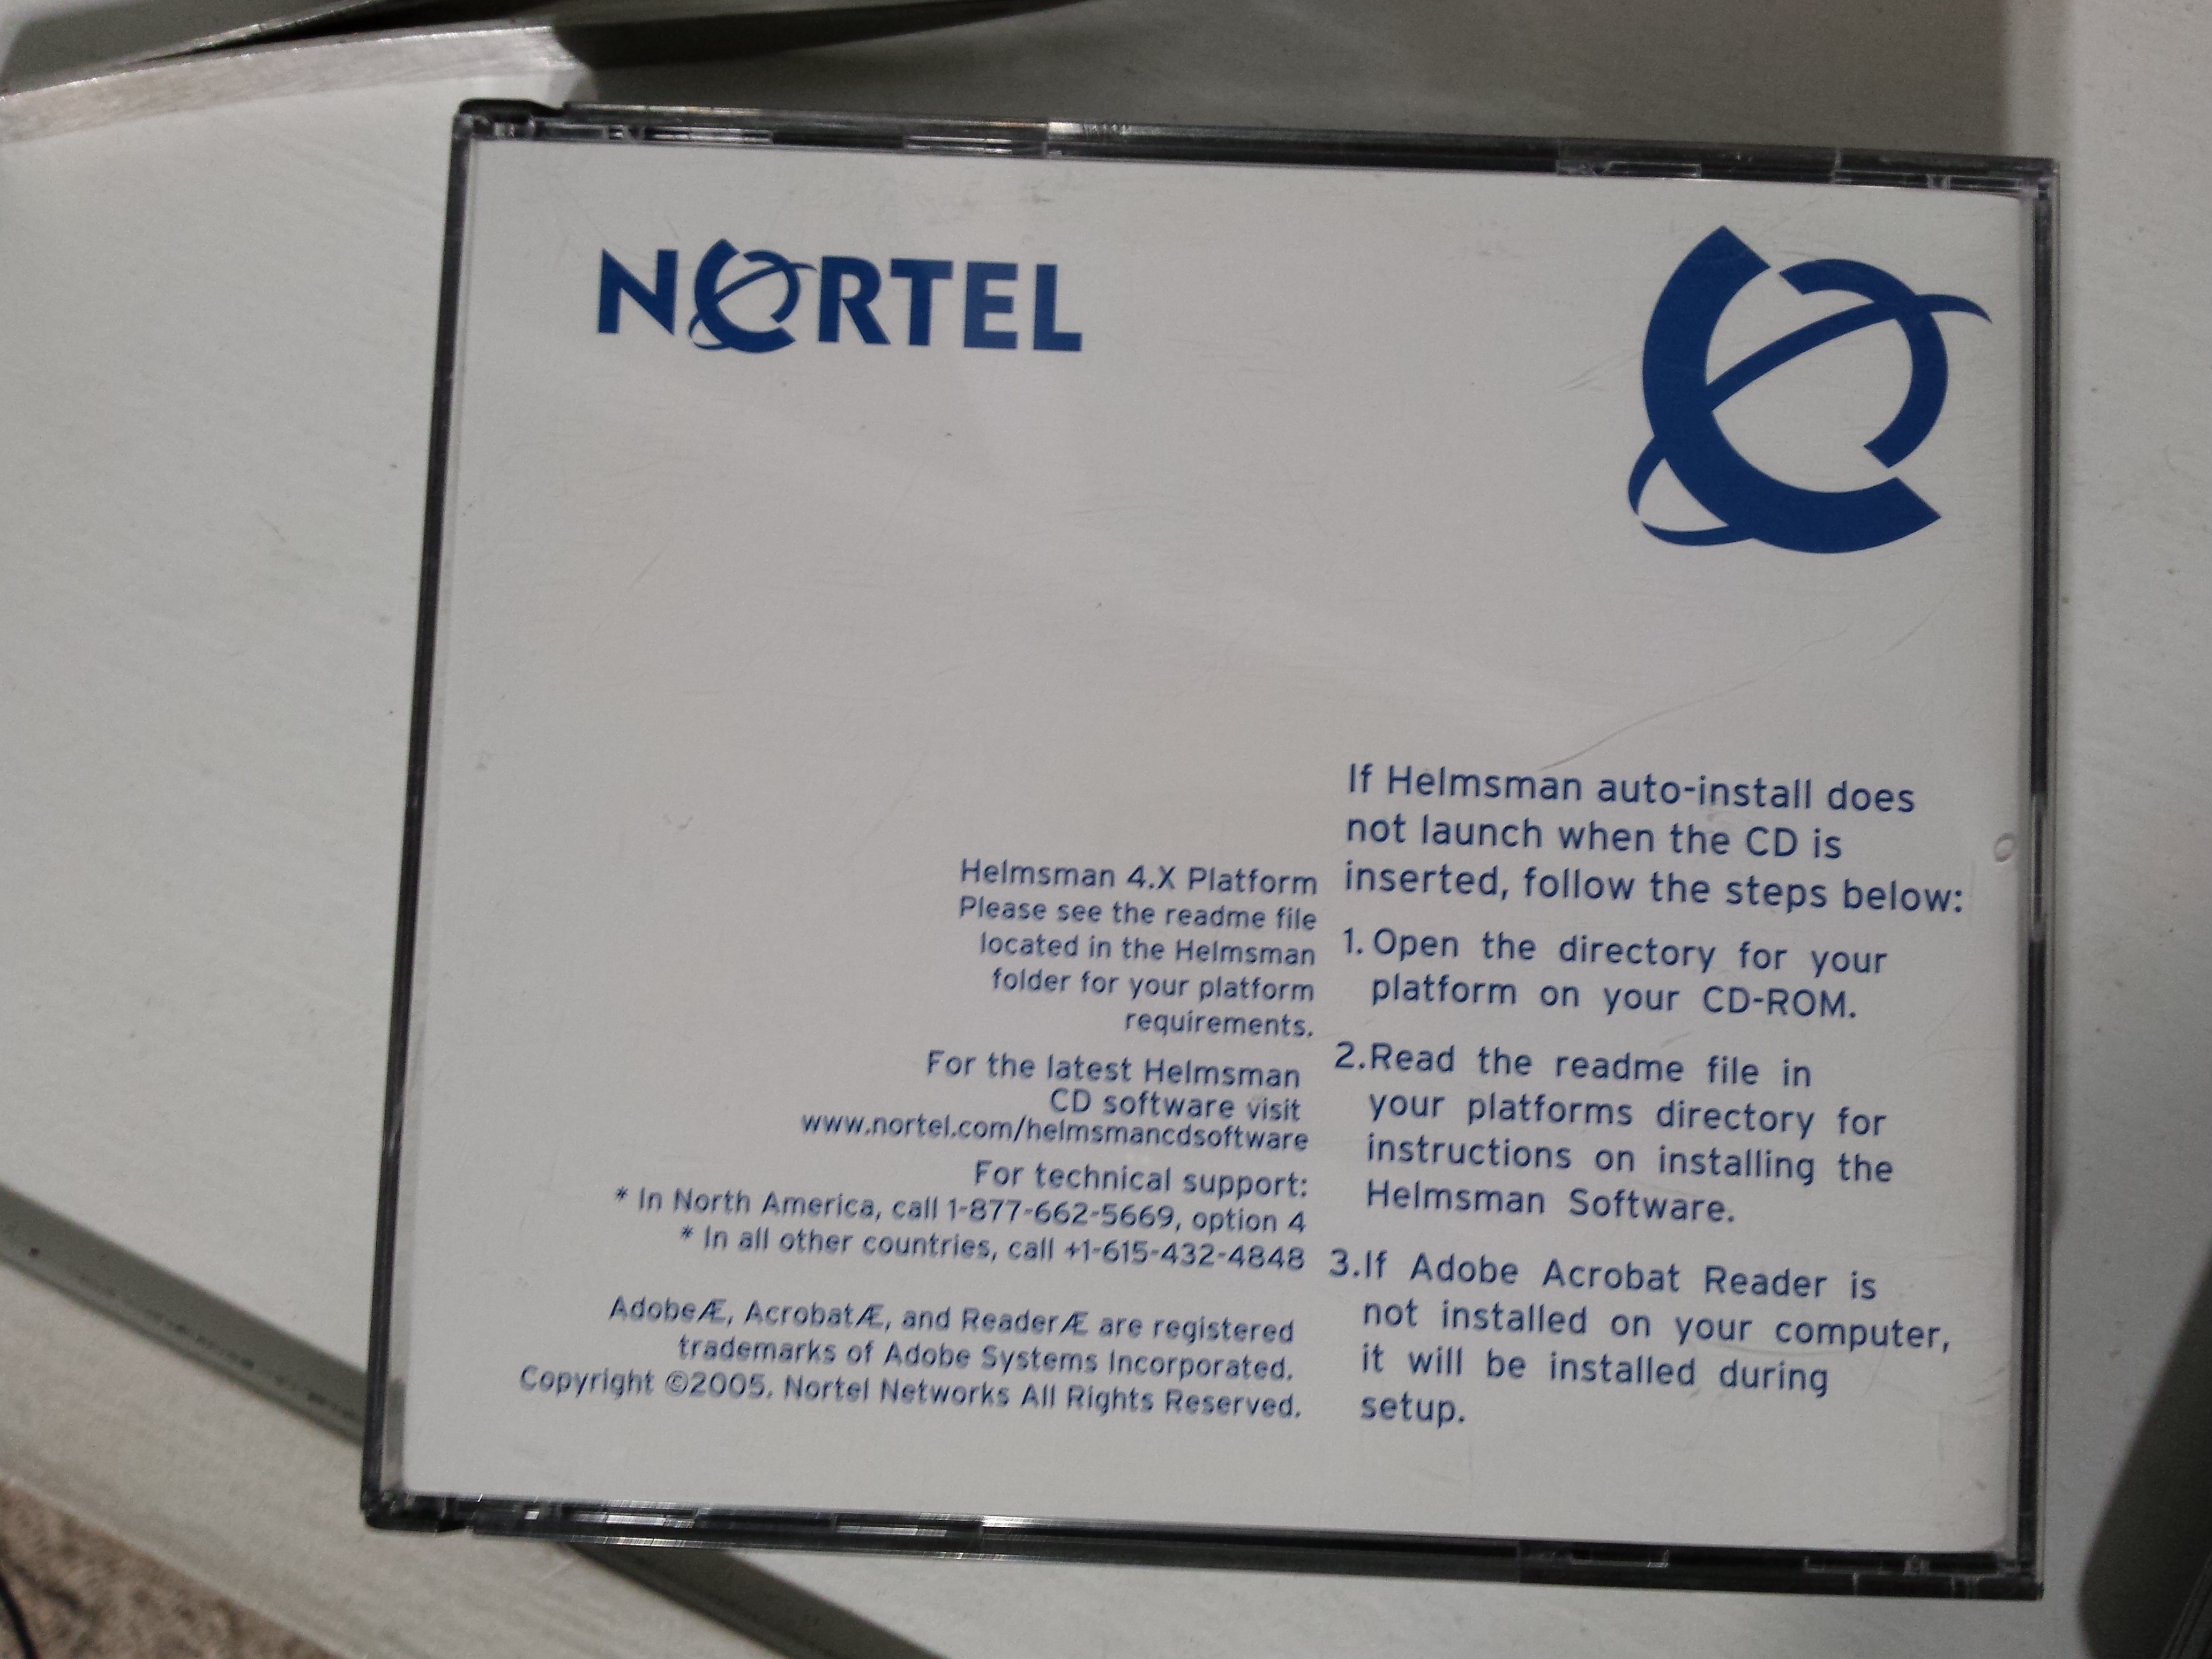 NORTEL
Helmsman 4.X Platform
Please see the readme file
located in the Helmsman
folder for your platform
requirements.
For the latest Helmsman
CD software visit
www.nortel.com/helmsmancdsoftware
For technical support:
* In North America, call 1-877-662-5669, option 4
* In all other countries, call +1-615-432-4848
AdobeÆ, AcrobatÆ, and ReaderÆ are registered
trademarks of Adobe Systems Incorporated.
Copyright ©2005. Nortel Networks All Rights Reserved.
If Helmsman auto-install does
not launch when the CD is
inserted, follow the steps below:
1. Open the directory for your
platform on your CD-ROM.
2.Read the readme file in
your platforms directory for
instructions on installing the
Helmsman Software.
3.If Adobe Acrobat Reader is
not installed on your computer,
it will be installed during
setup.